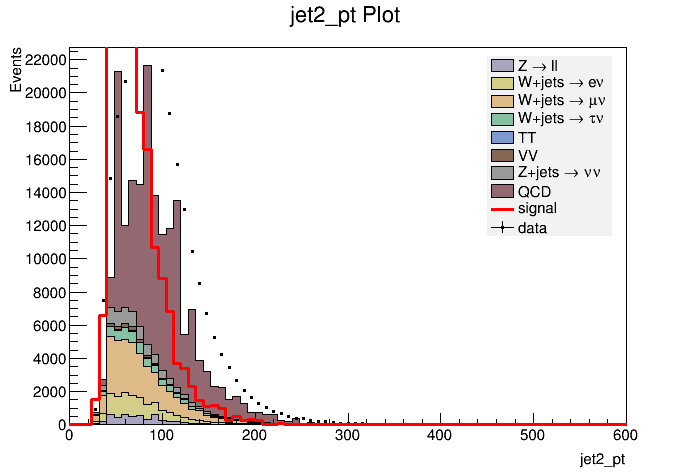 jet2_pt Plot
Events
22000
20000
18000
16000
14000
12000
10000
8000
6000
4000
2000
0
0 100 200 300 400 500 600
jet2_pt
Z → ll
W+jets → eν
W+jets → μν
W+jets → τν
TT
VV
Z+jets → νν
QCD
signal
data